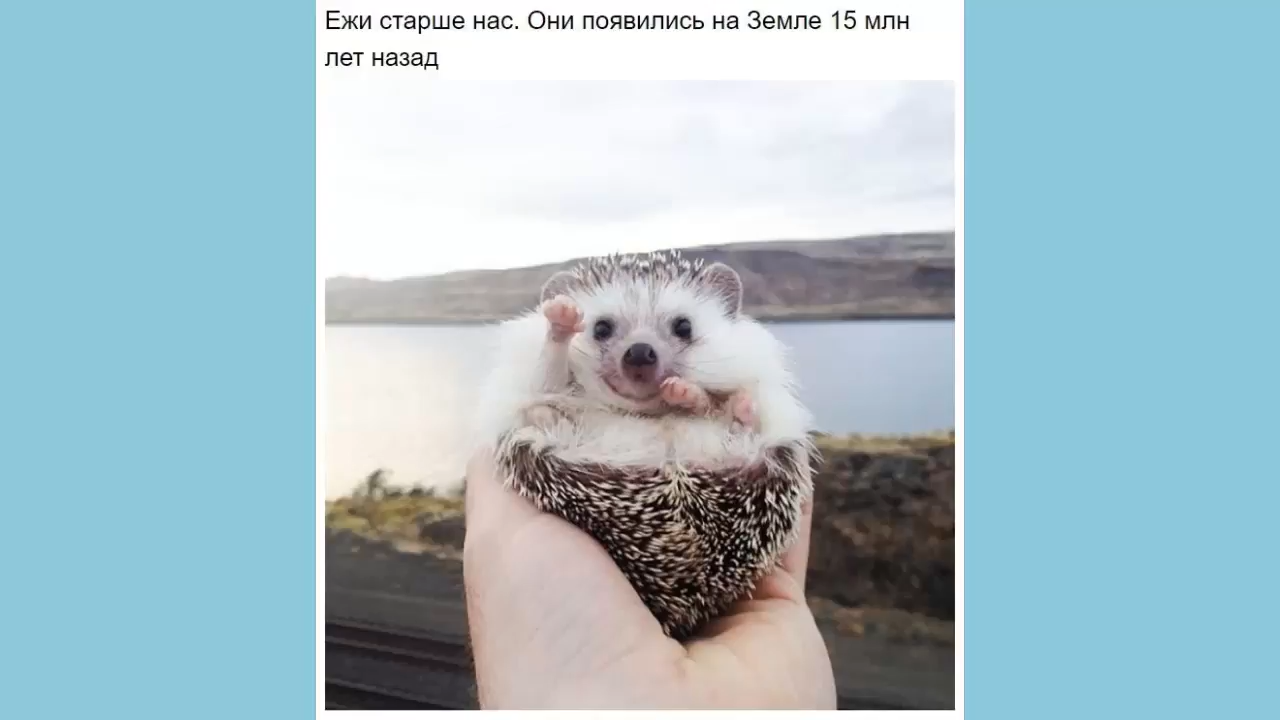 Ежи старше нас. Они появились на Земле 15 млн
лет назад